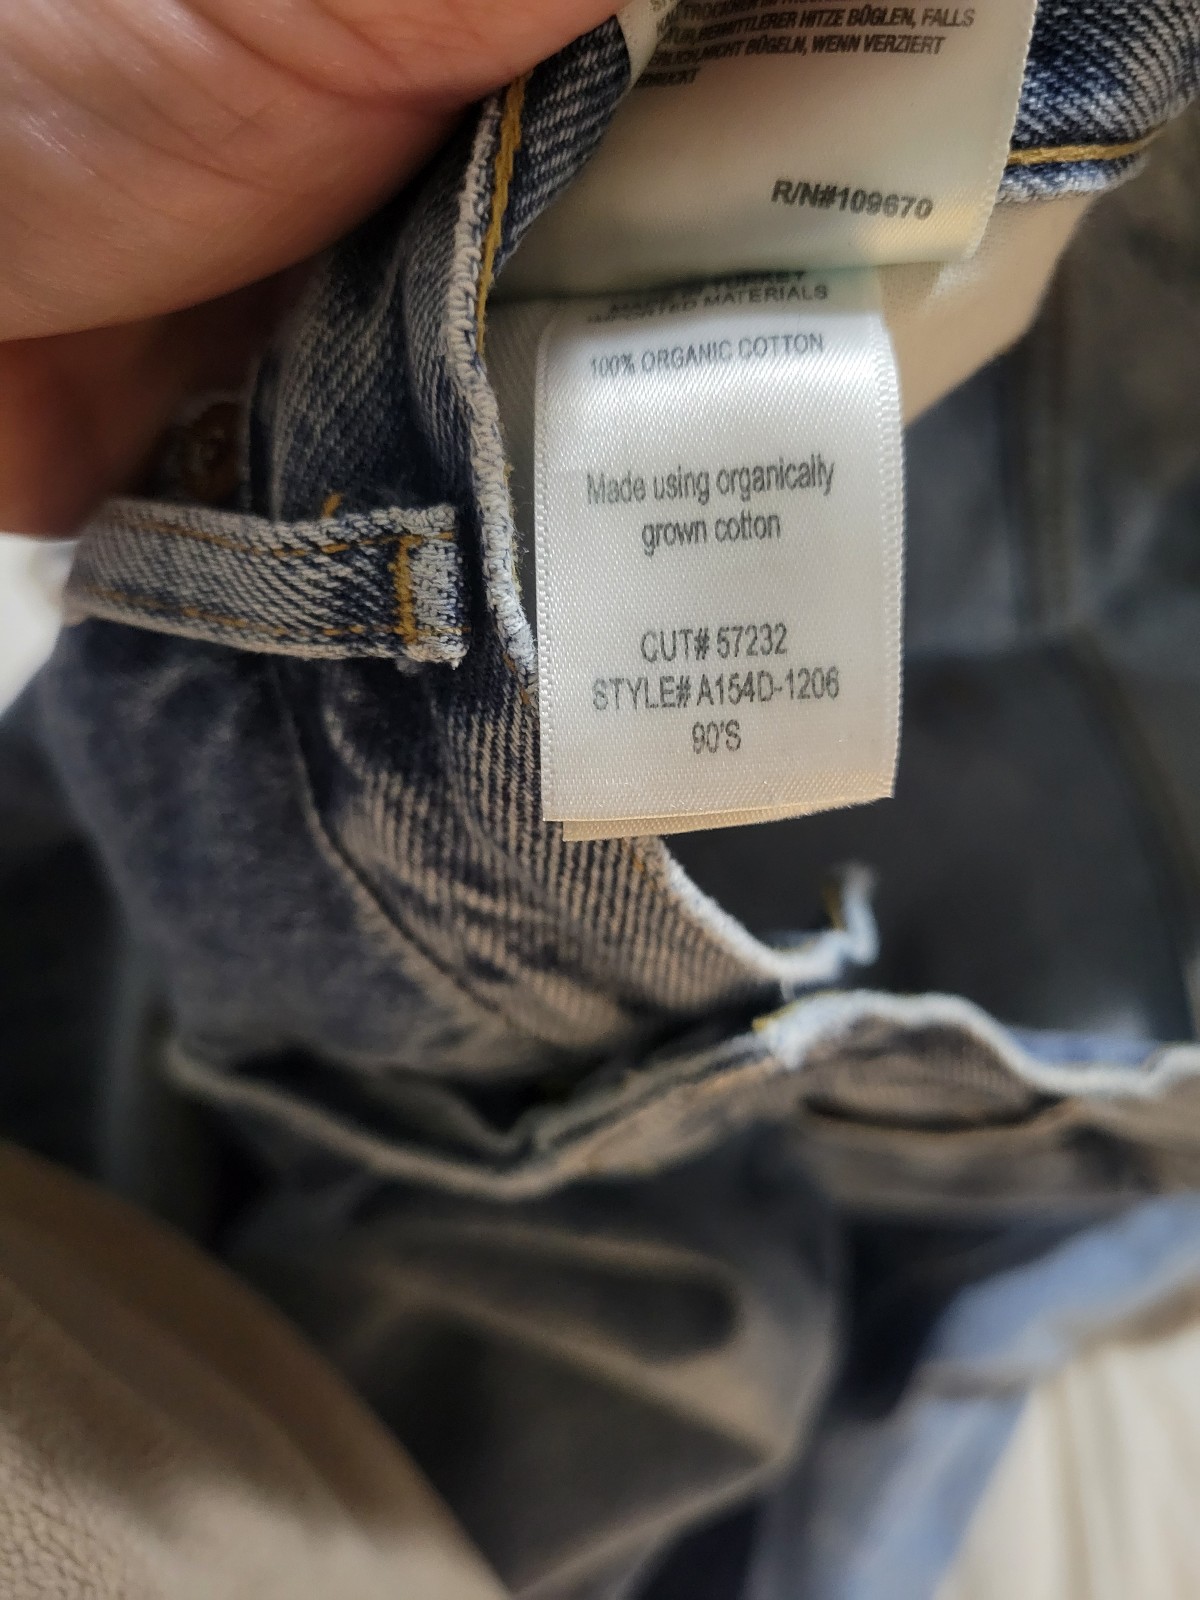 BÜGLEN, FALLS
NICHT BÜGELN, WENN VERZIERT
R/N#109670
MATERIALS
100% ORGANIC COTTON
Made using organically
grown cotton
CUT# 57232
STYLE# A154D-1206
90'S